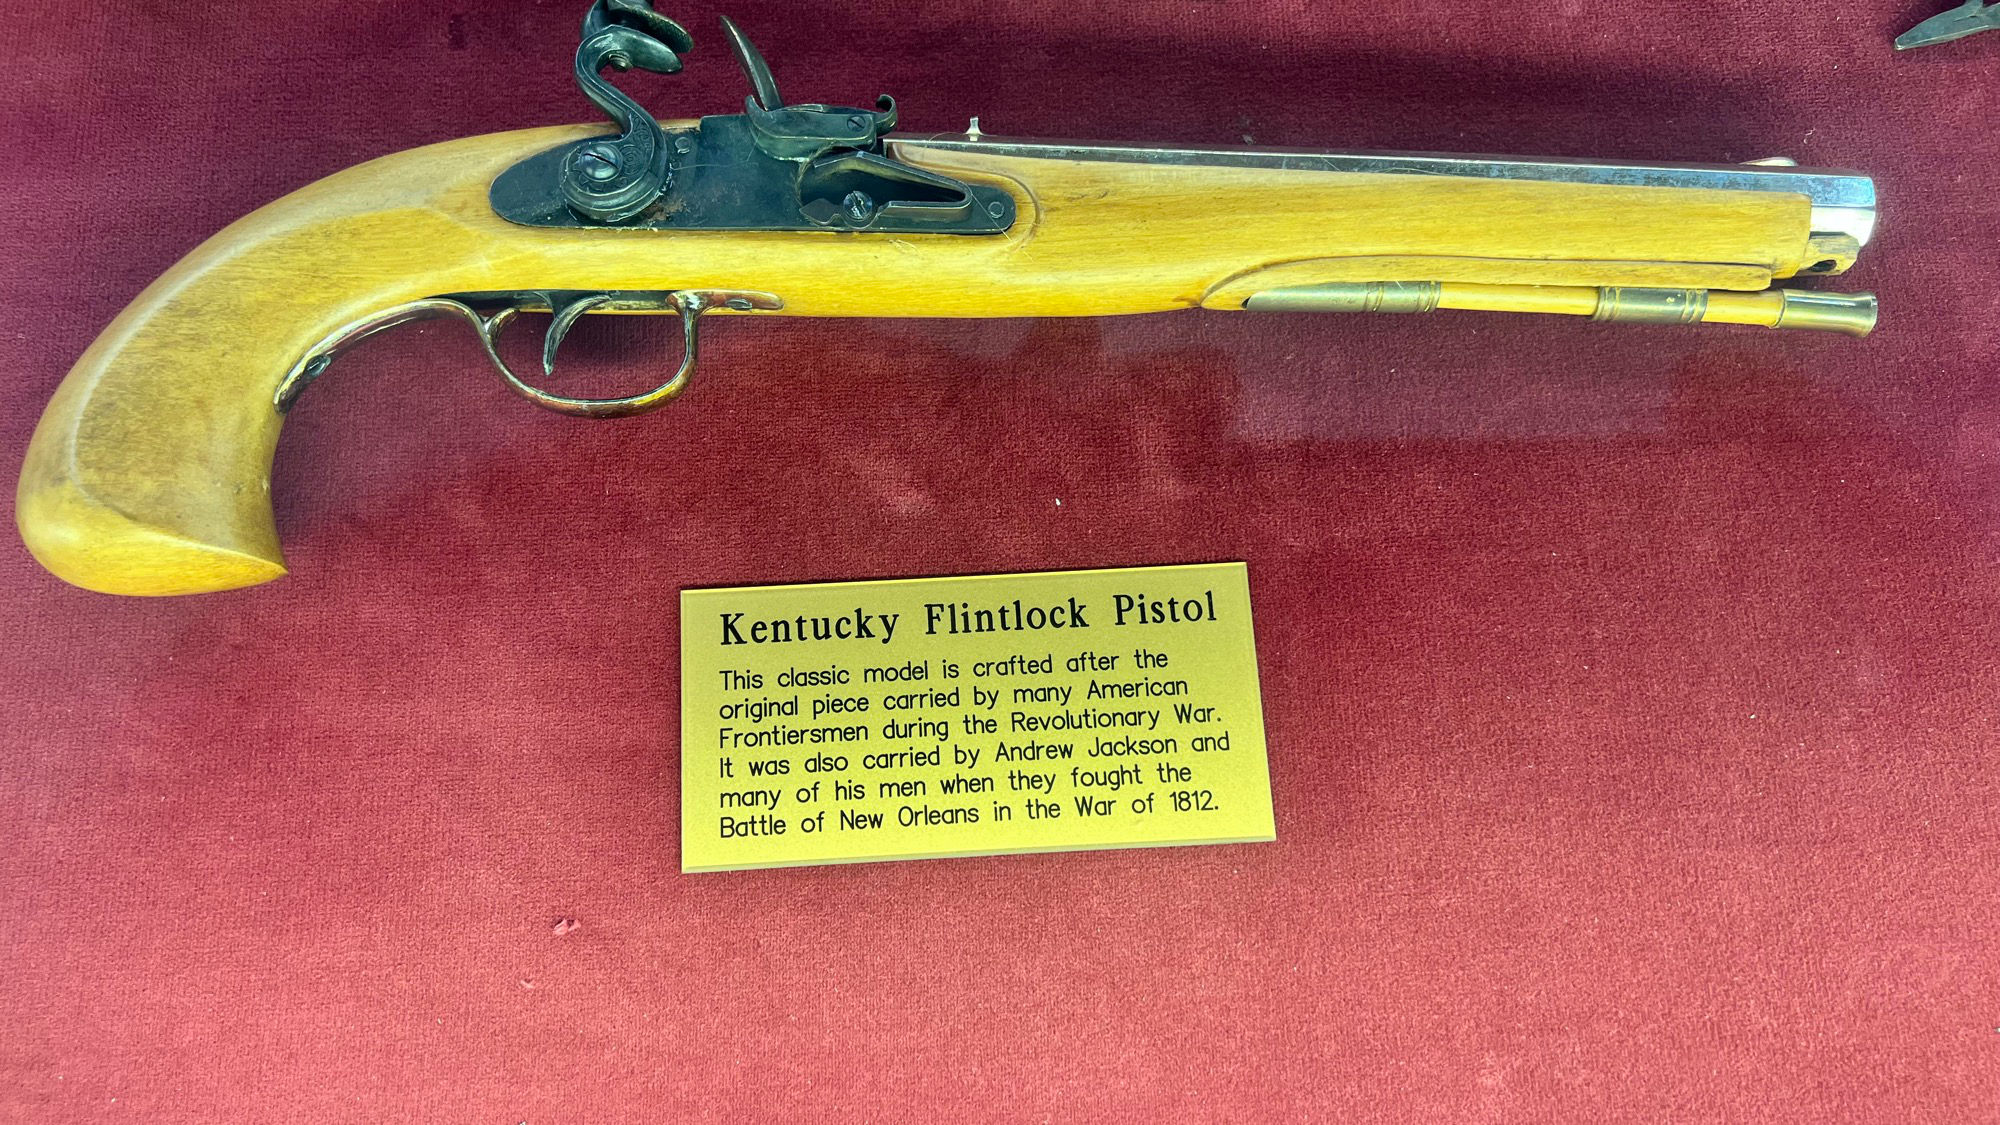 Kentucky Flintlock Pistol
This classic model is crafted after the
original piece carried by many American
Frontiersmen during the Revolutionary War.
It was also carried by Andrew Jackson and
many of his men when they fought the
Battle of New Orleans in the War of 1812.